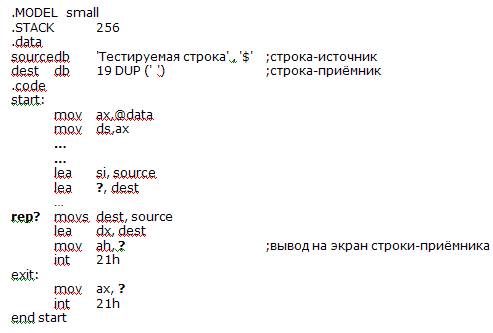 .MODEL small
.STACK 256
.data
sourcedb 'Тестируемая строка' , '$' ;строка-источник
dest db 19 DUP (' ') ;строка-приёмник
.code
start:
mov ax,@data
mov ds,ax
...
...
lea si, source
lea ?, dest
...
rep? movs dest, source
lea dx, dest
mov ah, ? ;вывод на экран строки-приёмника
int 21h
exit:
mov ax, ?
int 21h
end start